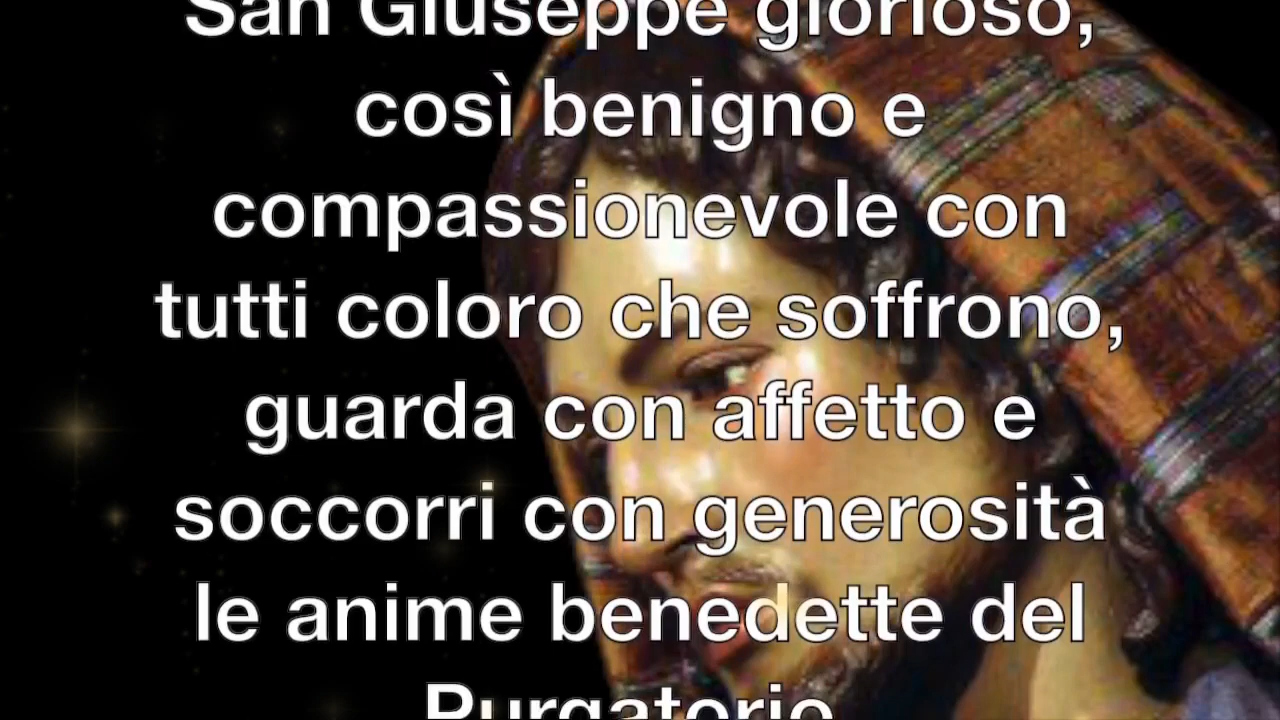 San Giuseppe glorioso,
così benigno e
compassionevole con
tutti coloro che soffrono,
guarda con affetto e
soccorri con generosità
le anime benedette del
Purgatorio